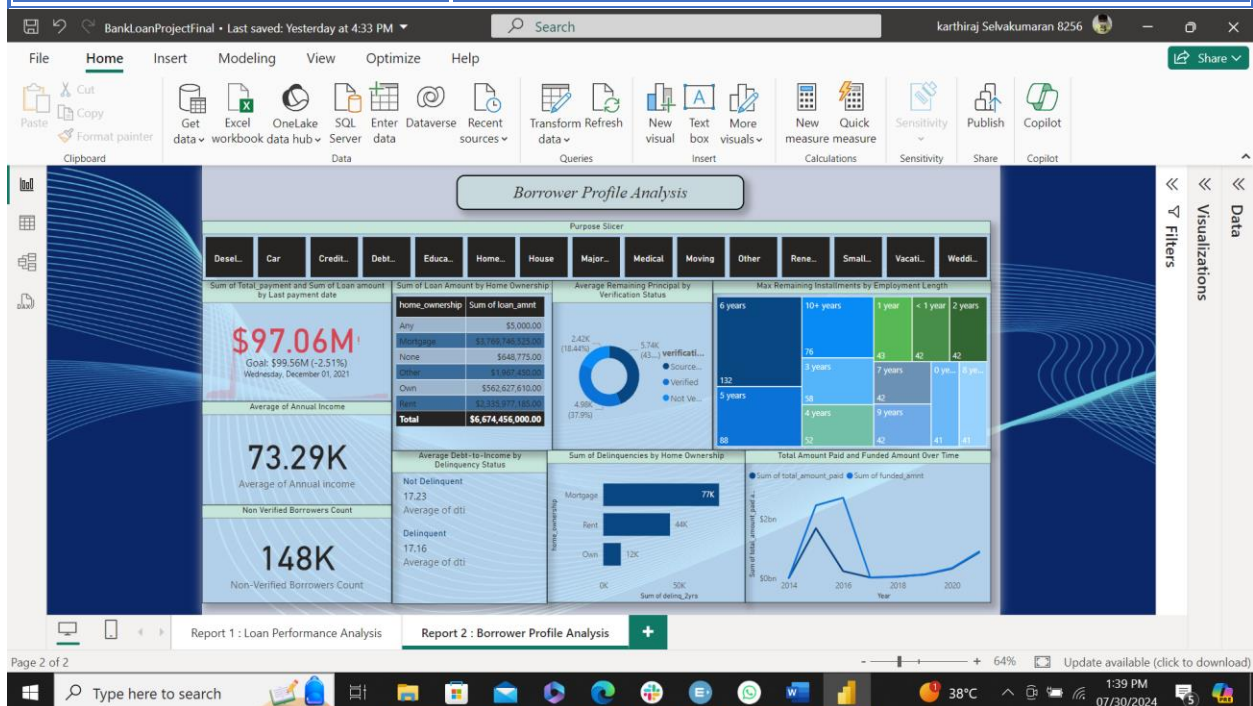 BankLoanProjectFinal • Last saved: Yesterday at 4:33 PM
Search
karthiraj Selvakumaran 8256
File Home Insert Modeling View Optimize Help
Share
Paste
Cut
Copy
Format painter
Clipboard
Get data
Excel workbook
OneLake data hub
SQL Server
Enter data
Dataverse
Recent sources
Data
Transform data
Refresh
Queries
New visual
Text box
More visuals
Insert
New measure
Quick measure
Calculations
Sensitivity
Sensitivity
Publish
Share
Copilot
Copilot
Borrower Profile Analysis
Purpose Slicer
Desel... Car Credit... Debt... Educa... Home... House Major... Medical Moving Other Rene... Small... Vacati... Weddi...
Sum of Total_payment and Sum of Loan amount
by Last payment date
$97.06M!
Goal: $99.56M (-2.51%)
Wednesday, December 01, 2021
Average of Annual Income
73.29K
Average of Annual income
Non Verified Borrowers Count
148K
Non-Verified Borrowers Count
Sum of Loan Amount by Home Ownership
home_ownership Sum of loan_amnt
Any $5,000.00
Mortgage
None $648,775.00
Other
Own $562,627,610.00
Rent
Total $6,674,456,000.00
Average Debt-to-Income by
Delinquency Status
Not Delinquent
17.23
Average of dti
Delinquent
17.16
Average of dti
Average Remaining Principal by
Verification Status
2.42K
(18.44%)
5.74K
(43...)
4.98K
(37.9%)
verificati...
Source...
Verified
Not Ve...
Max Remaining Installments by Employment Length
6 years
132
5 years
88
10+ years
76
3 years
58
4 years
52
1 year
43
< 1 year
42
2 years
42
7 years
42
9 years
42
0 ye...
41
8 ye...
41
Sum of Delinquencies by Home Ownership
home_ownership
Mortgage 77K
Rent 44K
Own 12K
0K 50K
Sum of delinq_2yrs
Total Amount Paid and Funded Amount Over Time
Sum of total_amount_paid Sum of funded_amnt
Sum of total_amount_paid a...
$2bn
$0bn
2014 2016 2018 2020
Year
Filters
Visualizations
Data
Report 1 : Loan Performance Analysis
Report 2 : Borrower Profile Analysis
Page 2 of 2
64%
Update available (click to download)
Type here to search
38°C
1:39 PM
07/30/2024
5